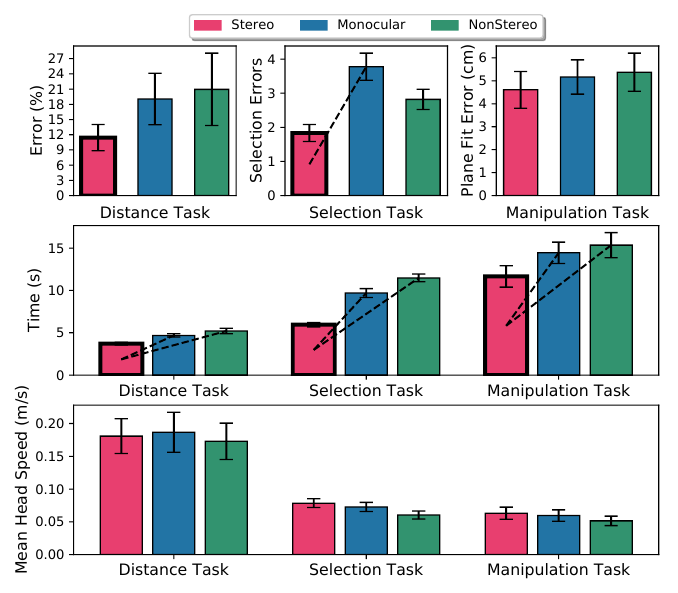 Stereo Monocular NonStereo
Error (%)
27
24
21
18
15
12
9
6
3
0
Distance Task
Selection Errors
4
3
2
1
0
Selection Task
Plane Fit Error (cm)
6
5
4
3
2
1
0
Manipulation Task
Time (s)
15
10
5
0
Distance Task Selection Task Manipulation Task
Mean Head Speed (m/s)
0.20
0.15
0.10
0.05
0.00
Distance Task Selection Task Manipulation Task